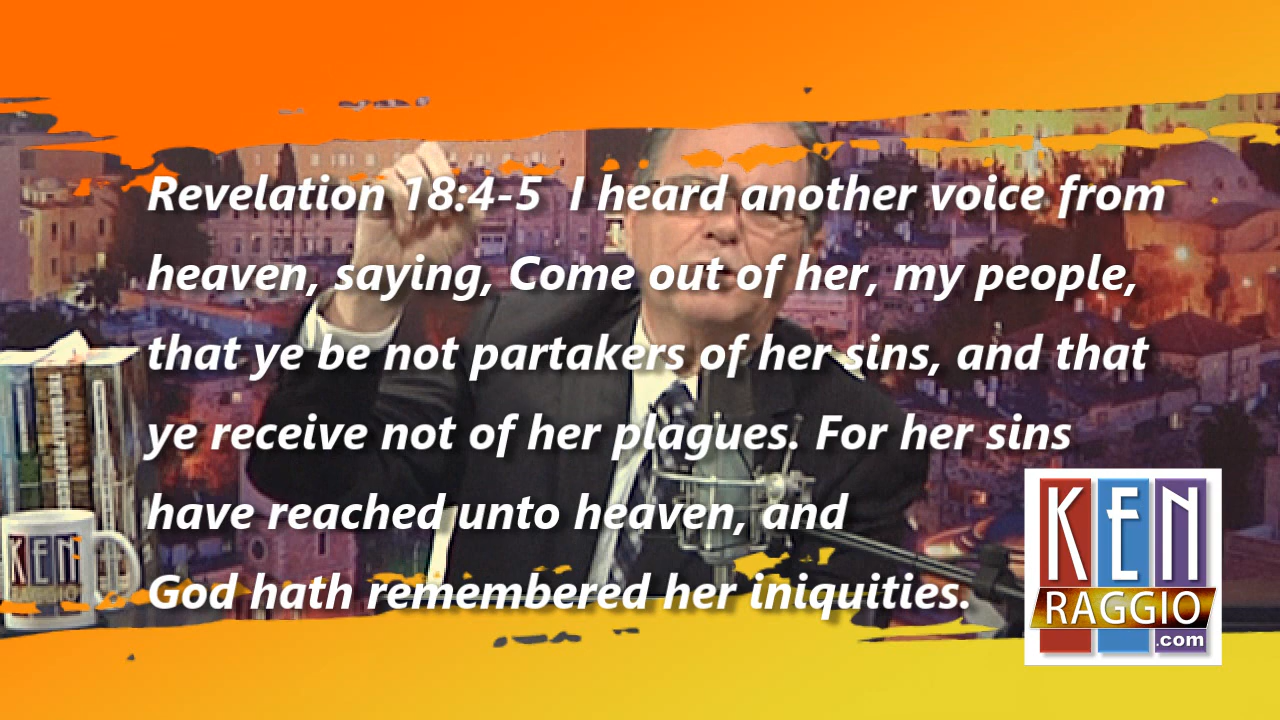 Revelation 18:4-5  I heard another voice from
heaven, saying, Come out of her, my people,
that ye be not partakers of her sins, and that
ye receive not of her plagues. For her sins
have reached unto heaven, and
God hath remembered her iniquities.
KEN
RAGGIO
.com
KEN
RAGGIO